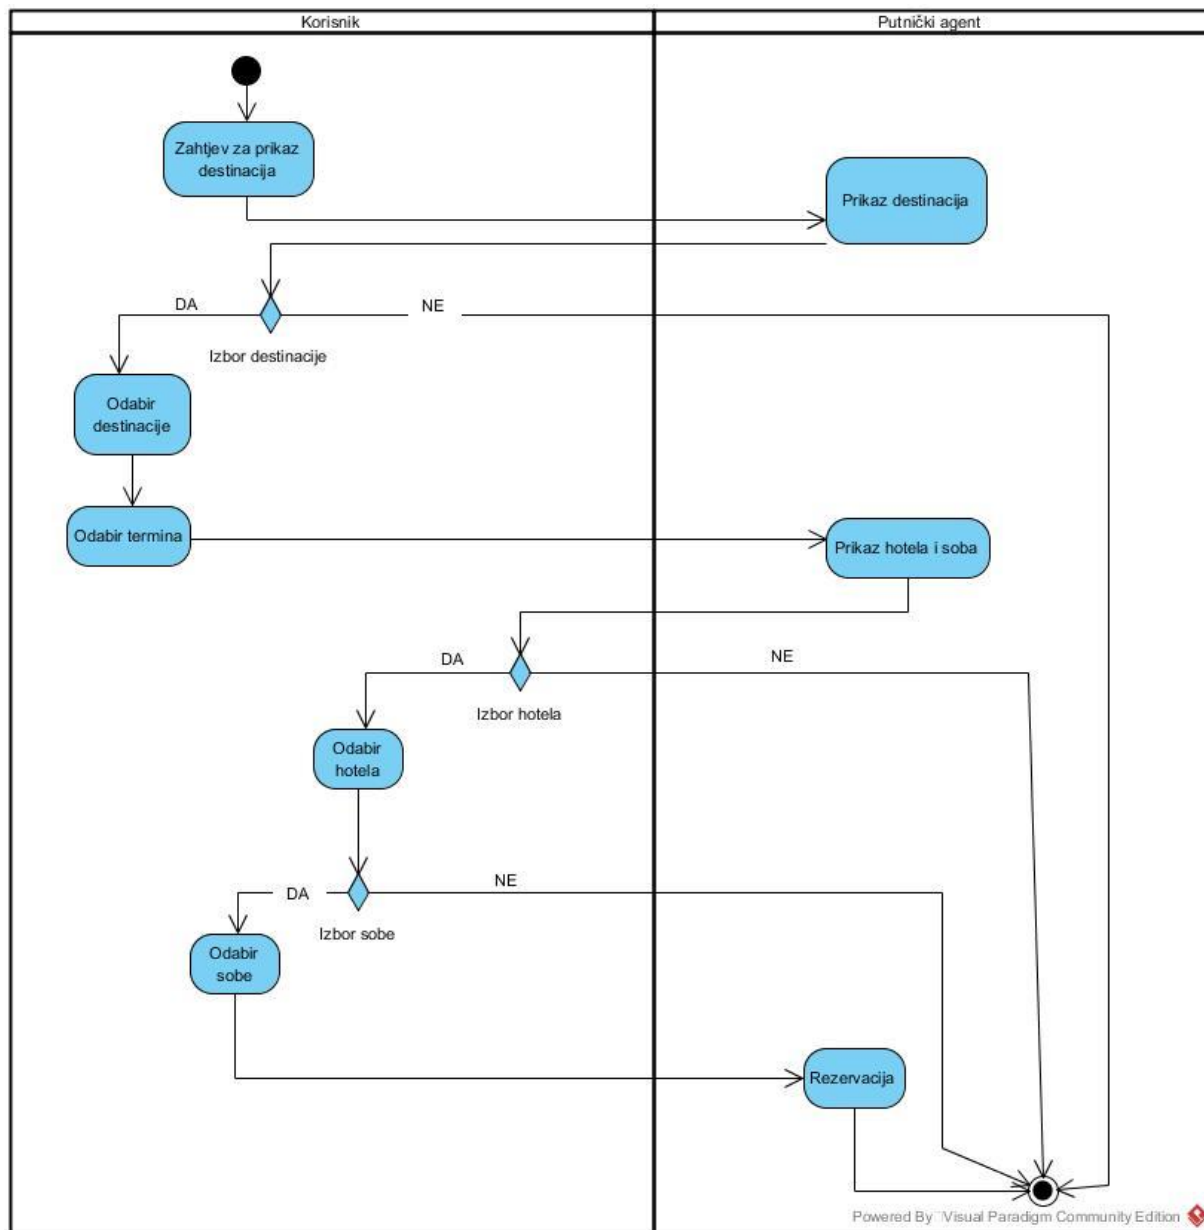 Korisnik
Putnički agent
Zahtjev za prikaz
destinacija
Prikaz destinacija
DA
NE
Izbor destinacije
Odabir
destinacije
Odabir termina
Prikaz hotela i soba
DA
NE
Izbor hotela
Odabir
hotela
DA
NE
Izbor sobe
Odabir
sobe
Rezervacija
Powered By Visual Paradigm Community Edition